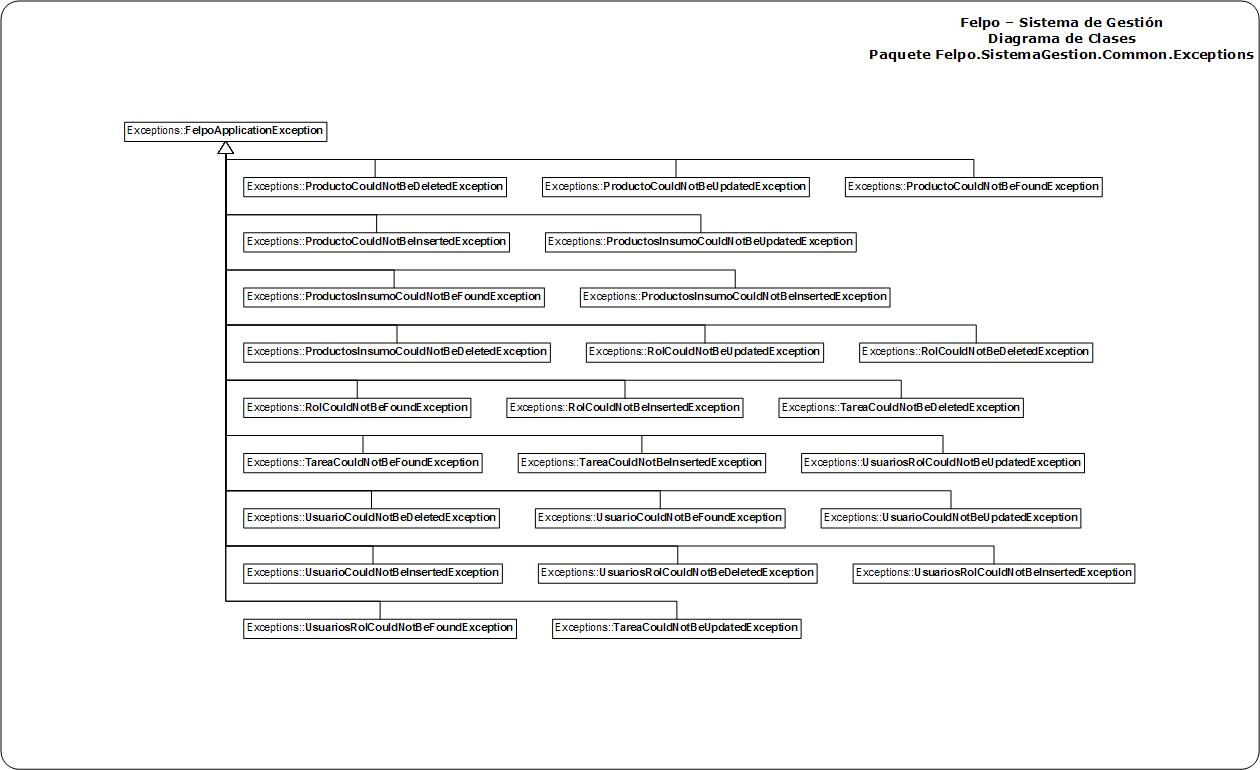 Felpo – Sistema de Gestión
Diagrama de Clases
Paquete Felpo.SistemaGestion.Common.Exceptions
Exceptions::FelpoApplicationException
Exceptions::ProductoCouldNotBeDeletedException
Exceptions::ProductoCouldNotBeUpdatedException
Exceptions::ProductoCouldNotBeFoundException
Exceptions::ProductoCouldNotBeInsertedException
Exceptions::ProductosInsumoCouldNotBeUpdatedException
Exceptions::ProductosInsumoCouldNotBeFoundException
Exceptions::ProductosInsumoCouldNotBeInsertedException
Exceptions::ProductosInsumoCouldNotBeDeletedException
Exceptions::RolCouldNotBeUpdatedException
Exceptions::RolCouldNotBeDeletedException
Exceptions::RolCouldNotBeFoundException
Exceptions::RolCouldNotBeInsertedException
Exceptions::TareaCouldNotBeDeletedException
Exceptions::TareaCouldNotBeFoundException
Exceptions::TareaCouldNotBeInsertedException
Exceptions::UsuariosRolCouldNotBeUpdatedException
Exceptions::UsuarioCouldNotBeDeletedException
Exceptions::UsuarioCouldNotBeFoundException
Exceptions::UsuarioCouldNotBeUpdatedException
Exceptions::UsuarioCouldNotBeInsertedException
Exceptions::UsuariosRolCouldNotBeDeletedException
Exceptions::UsuariosRolCouldNotBeInsertedException
Exceptions::UsuariosRolCouldNotBeFoundException
Exceptions::TareaCouldNotBeUpdatedException